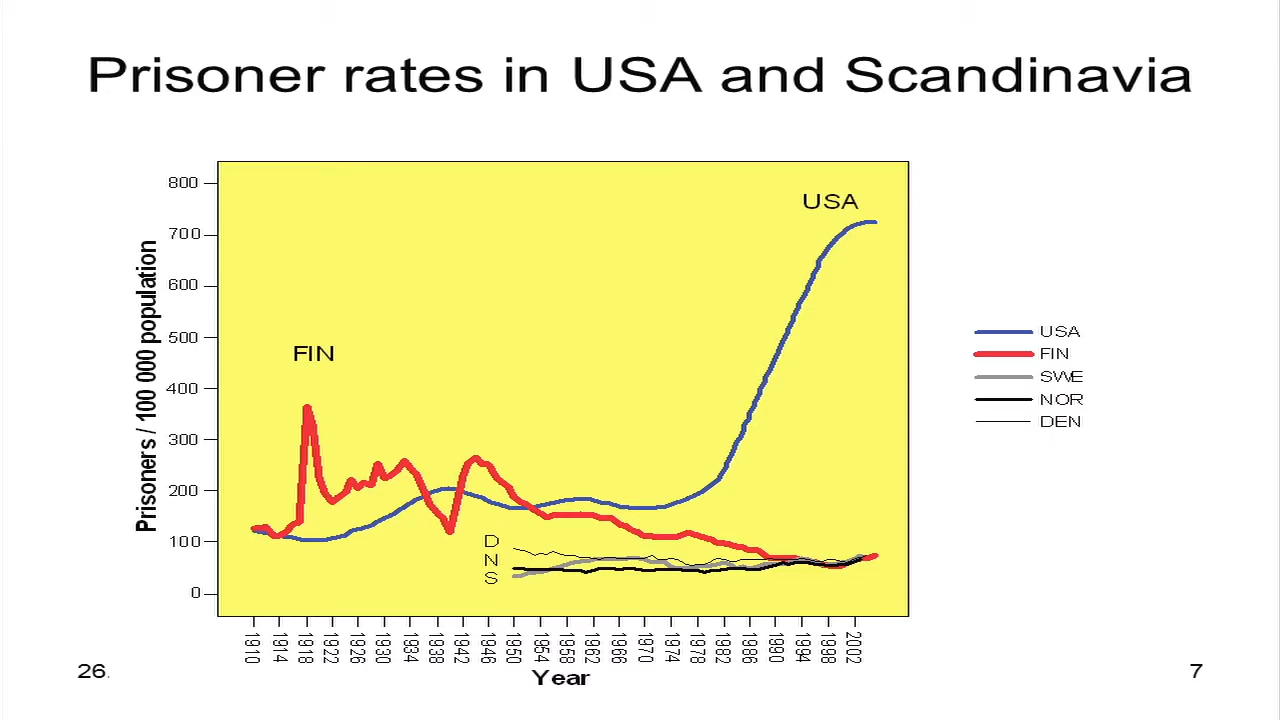 Prisoner rates in USA and Scandinavia
800
700
600
500
400
300
200
100
0
Prisoners / 100 000 population
USA
FIN
D
N
S
USA
FIN
SWE
NOR
DEN
1910 1914 1918 1922 1926 1930 1934 1938 1942 1946 1950 1954 1958 1962 1966 1970 1974 1978 1982 1986 1990 1994 1998 2002
Year
26.
7